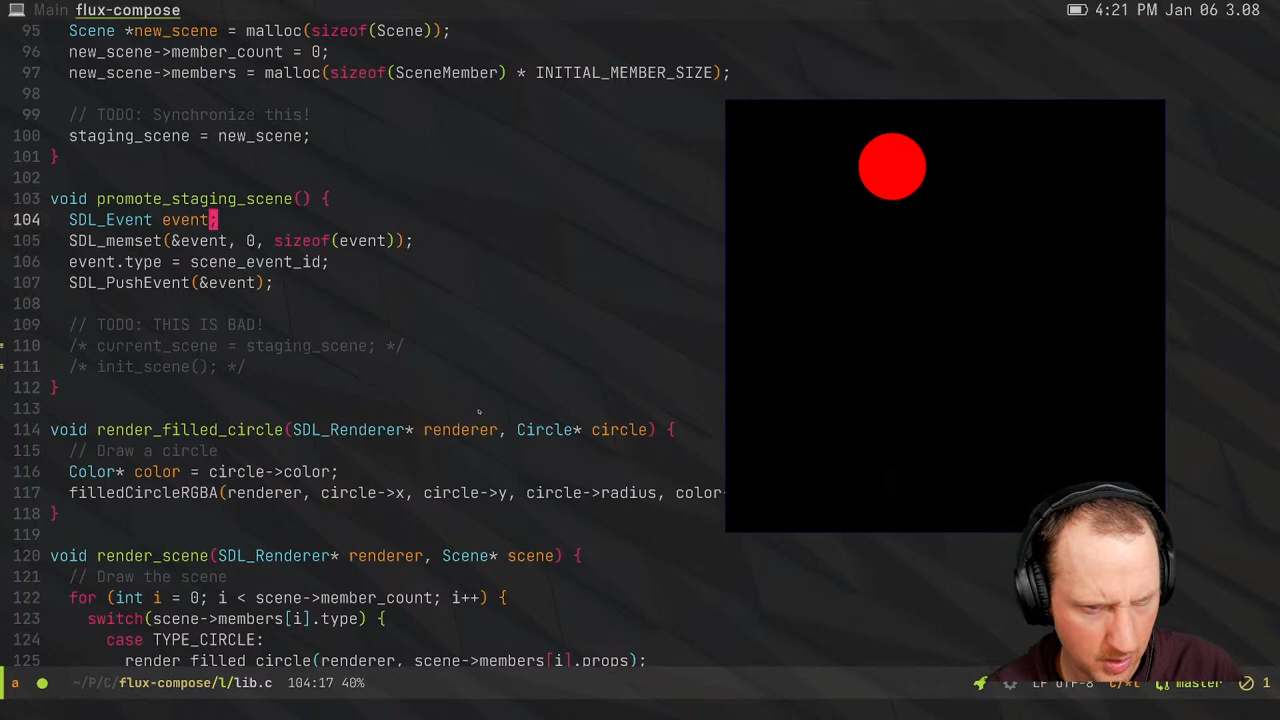 Main flux-compose 4:21 PM Jan 06 3.08
95 Scene *new_scene = malloc(sizeof(Scene));
96 new_scene->member_count = 0;
97 new_scene->members = malloc(sizeof(SceneMember) * INITIAL_MEMBER_SIZE);
98
99 // TODO: Synchronize this!
100 staging_scene = new_scene;
101 }
102
103 void promote_staging_scene() {
104 SDL_Event event;
105 SDL_memset(&event, 0, sizeof(event));
106 event.type = scene_event_id;
107 SDL_PushEvent(&event);
108
109 // TODO: THIS IS BAD!
110 /* current_scene = staging_scene; */
111 /* init_scene(); */
112 }
113
114 void render_filled_circle(SDL_Renderer* renderer, Circle* circle) {
115 // Draw a circle
116 Color* color = circle->color;
117 filledCircleRGBA(renderer, circle->x, circle->y, circle->radius, color-
118 }
119
120 void render_scene(SDL_Renderer* renderer, Scene* scene) {
121 // Draw the scene
122 for (int i = 0; i < scene->member_count; i++) {
123 switch(scene->members[i].type) {
124 case TYPE_CIRCLE:
125 render_filled_circle(renderer, scene->members[i].props);
a ~/P/C/flux-compose/l/lib.c 104:17 40% LF UTF-8 C/*l master 1